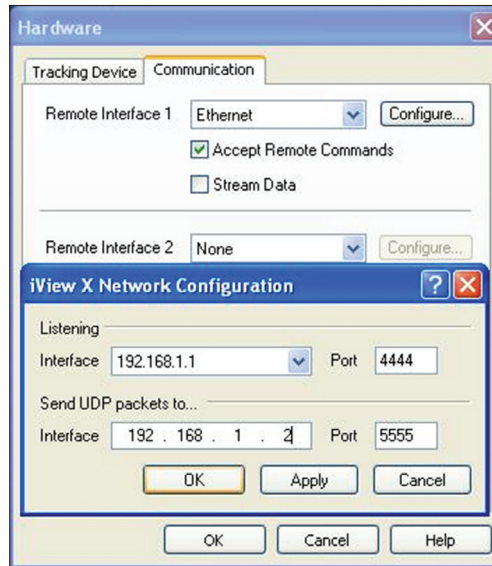 Hardware
Tracking Device Communication
Remote Interface 1 Ethernet Configure...
Accept Remote Commands
Stream Data
Remote Interface 2 None Configure...
iView X Network Configuration ?
Listening
Interface 192.168.1.1 Port 4444
Send UDP packets to...
Interface 192 . 168 . 1 . 2 Port 5555
OK Apply Cancel
OK Cancel Help